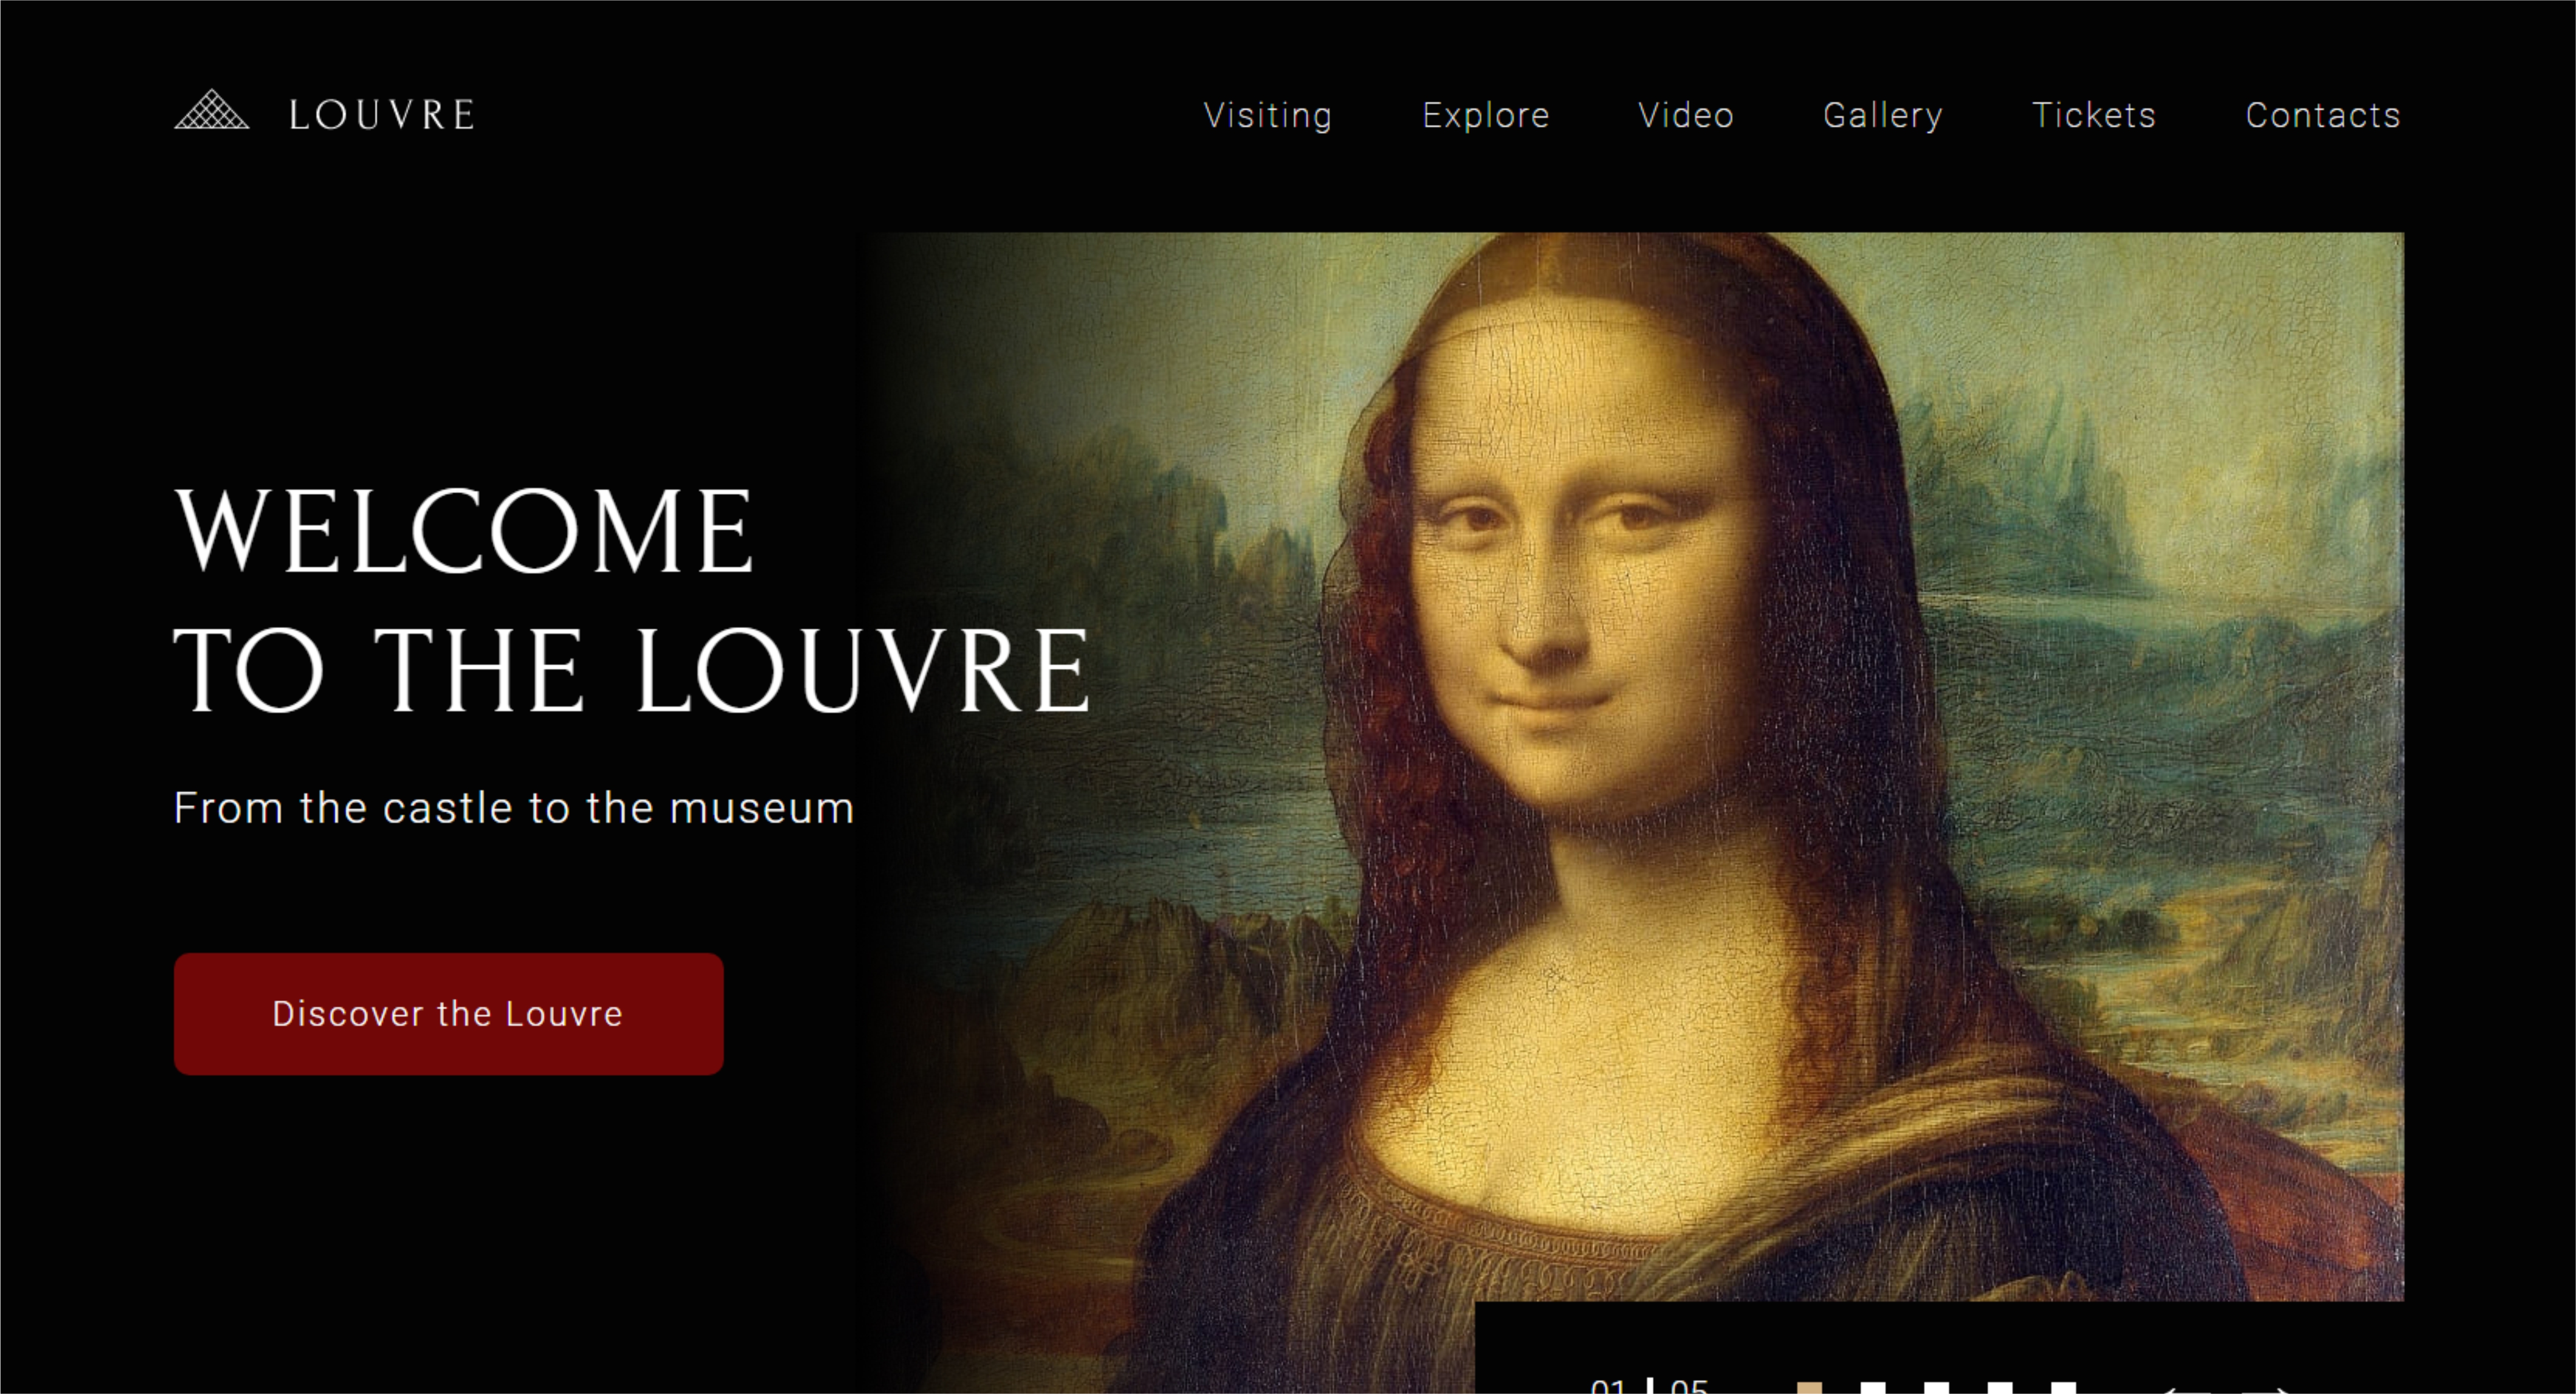 LOUVRE
Visiting Explore Video Gallery Tickets Contacts
WELCOME
TO THE LOUVRE
From the castle to the museum
Discover the Louvre
01 | 05